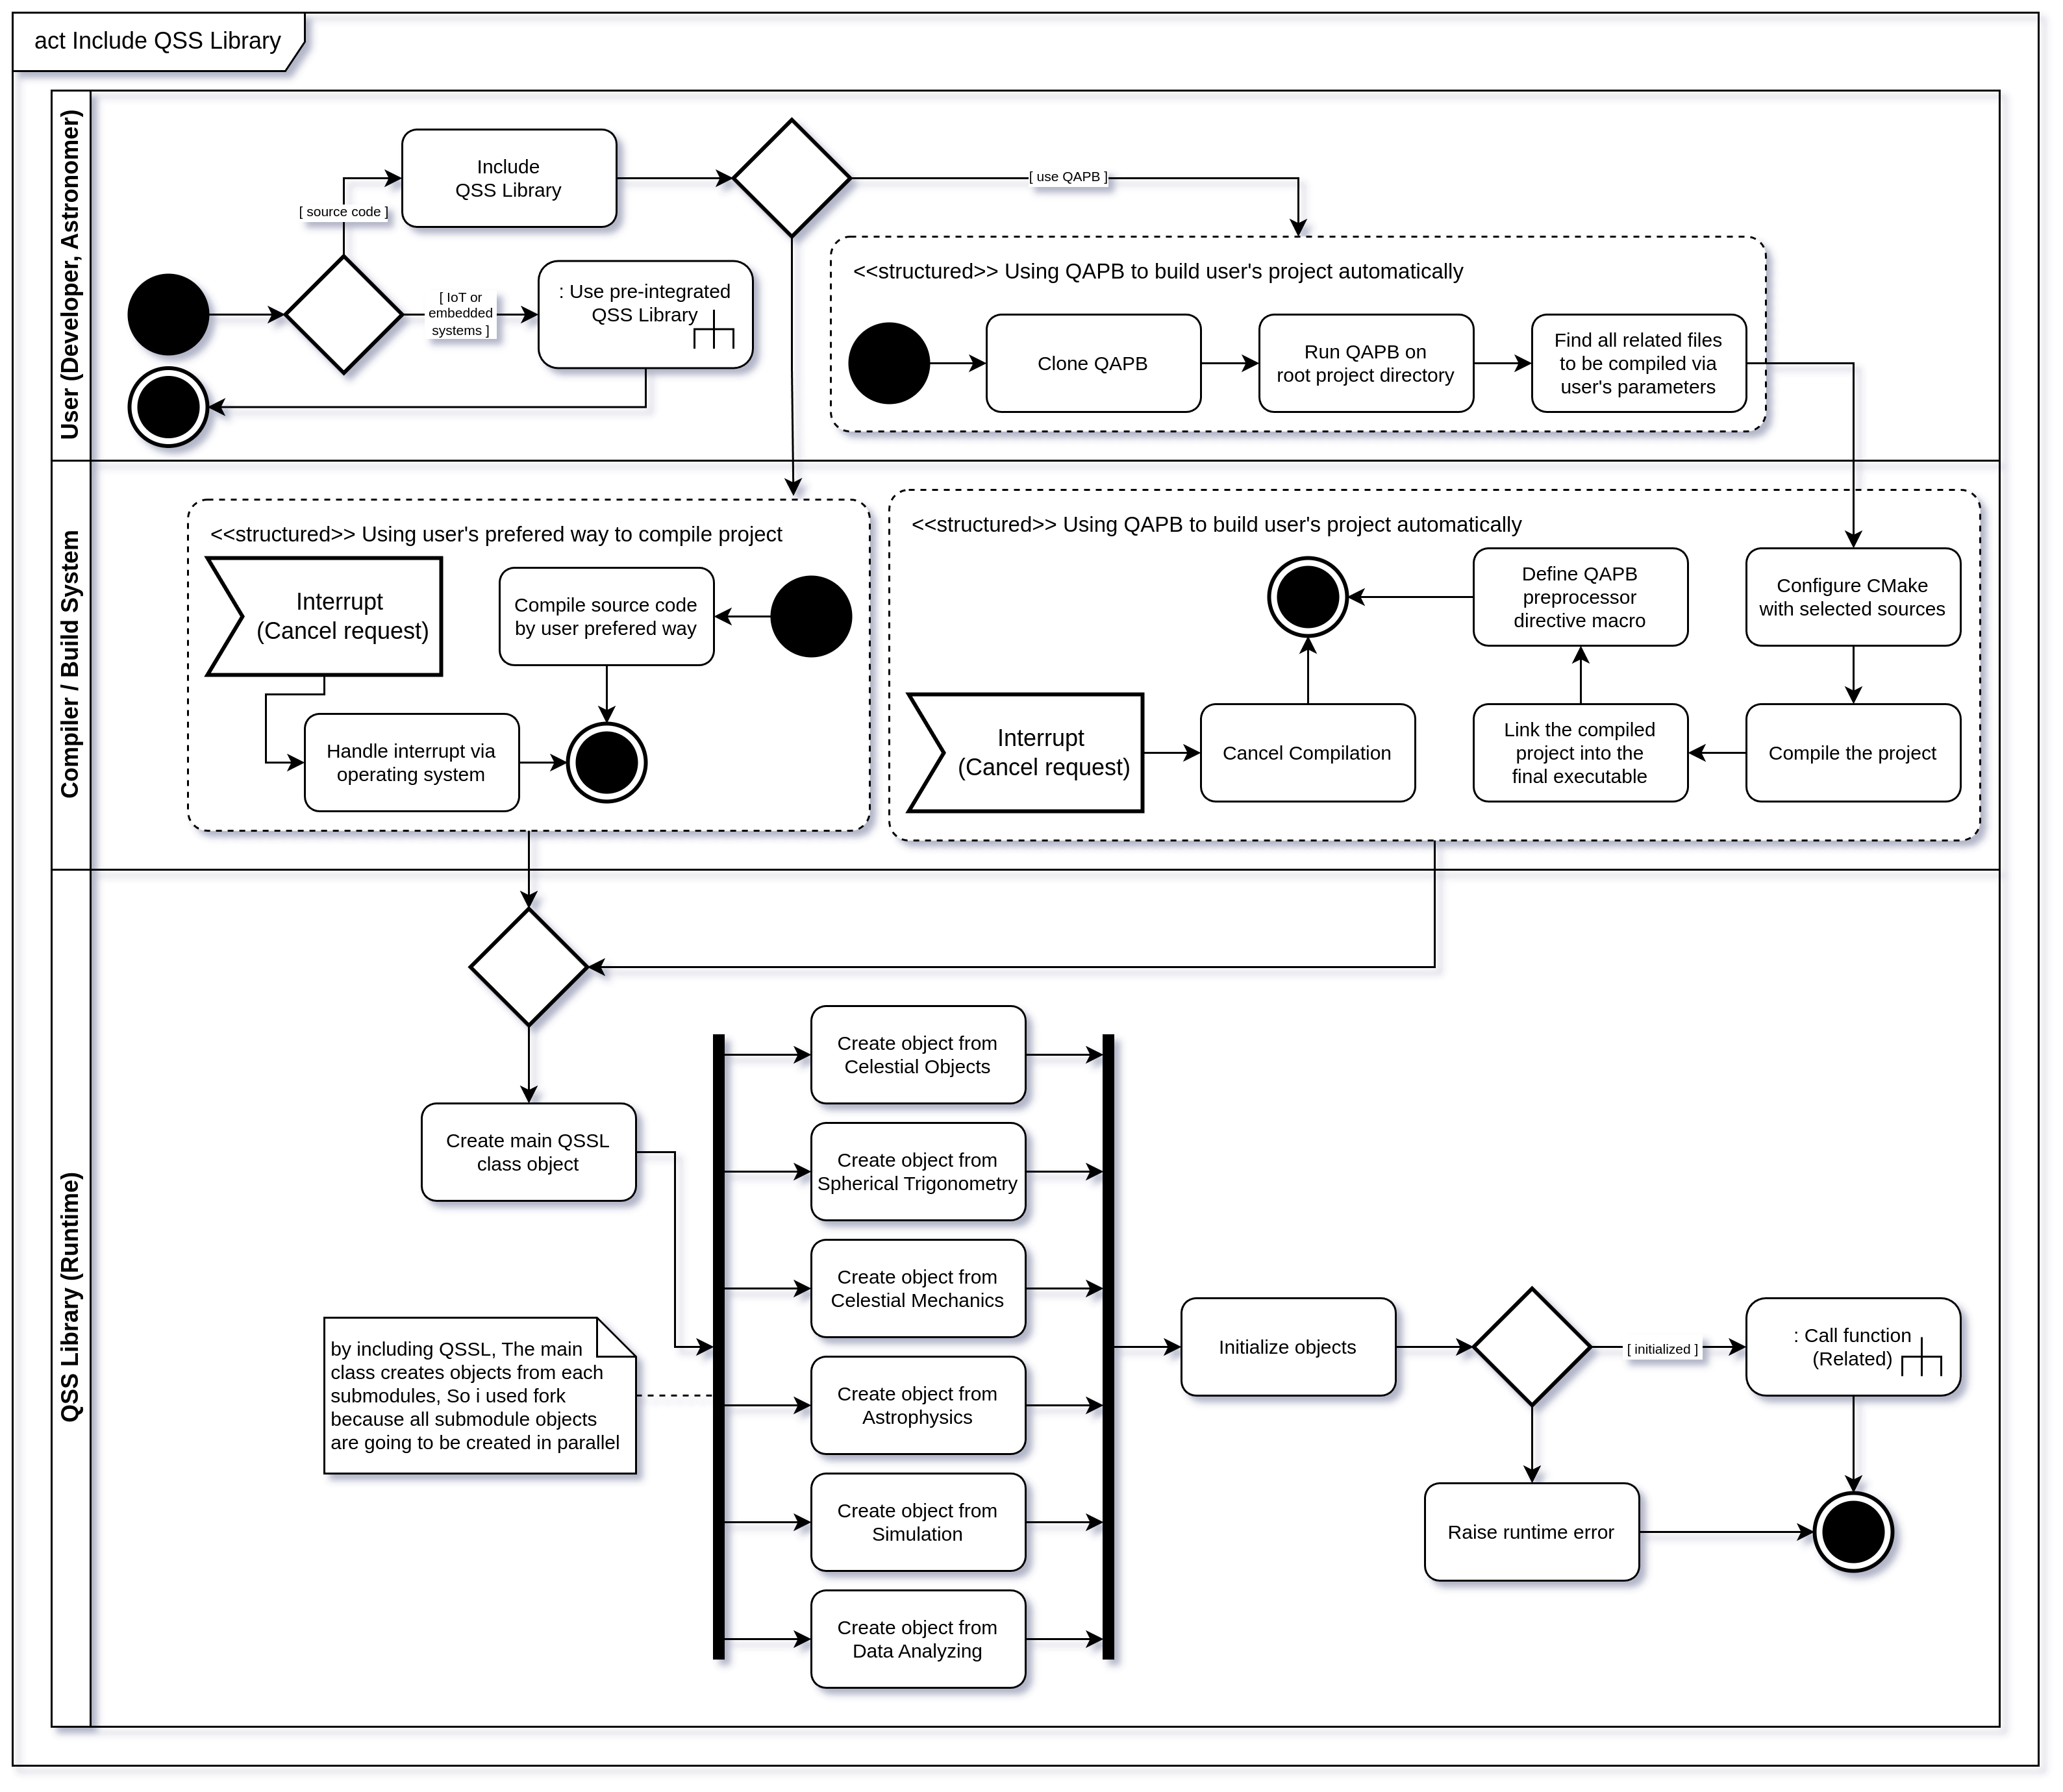 act Include QSS Library
User (Developer, Astronomer)
Include
QSS Library
[ use QAPB ]
[ source code ]
[ IoT or
embedded
systems ]
: Use pre-integrated
QSS Library
<<structured>> Using QAPB to build user's project automatically
Clone QAPB
Run QAPB on
root project directory
Find all related files
to be compiled via
user's parameters
Compiler / Build System
<<structured>> Using user's prefered way to compile project
Interrupt
(Cancel request)
Compile source code
by user prefered way
Handle interrupt via
operating system
<<structured>> Using QAPB to build user's project automatically
Define QAPB
preprocessor
directive macro
Configure CMake
with selected sources
Interrupt
(Cancel request)
Cancel Compilation
Link the compiled
project into the
final executable
Compile the project
QSS Library (Runtime)
Create main QSSL
class object
by including QSSL, The main
class creates objects from each
submodules, So i used fork
because all submodule objects
are going to be created in parallel
Create object from
Celestial Objects
Create object from
Spherical Trigonometry
Create object from
Celestial Mechanics
Create object from
Astrophysics
Create object from
Simulation
Create object from
Data Analyzing
Initialize objects
[ initialized ]
: Call function
(Related)
Raise runtime error